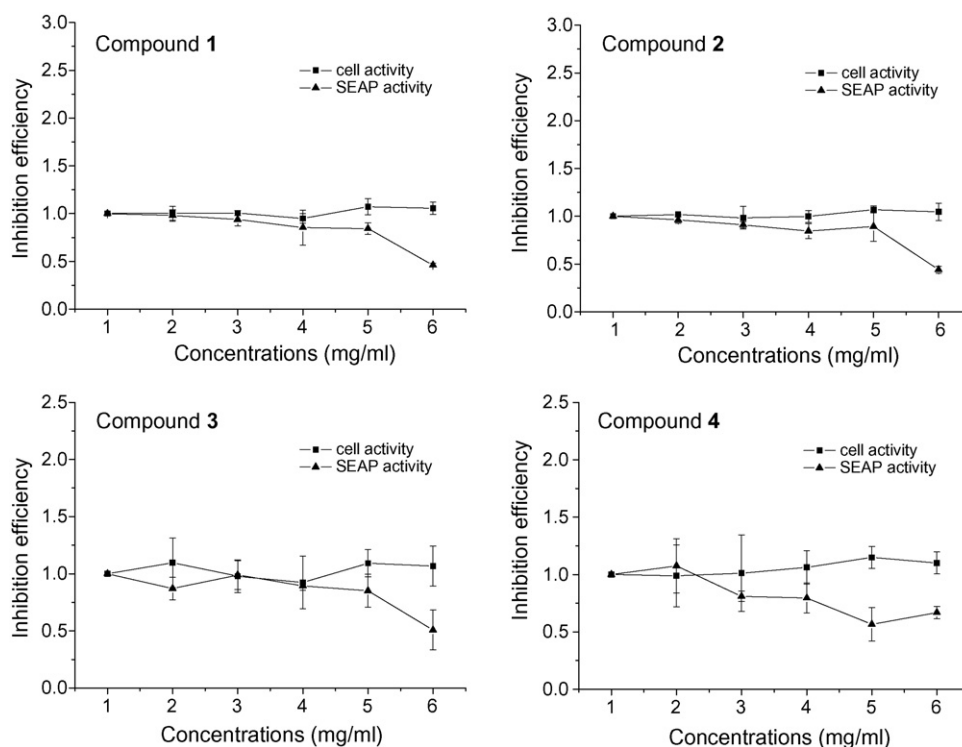 Compound 1
cell activity
SEAP activity
Inhibition efficiency
3.0
2.5
2.0
1.5
1.0
0.5
0.0
1 2 3 4 5 6
Concentrations (mg/ml)
Compound 2
cell activity
SEAP activity
Inhibition efficiency
3.0
2.5
2.0
1.5
1.0
0.5
0.0
1 2 3 4 5 6
Concentrations (mg/ml)
Compound 3
cell activity
SEAP activity
Inhibition efficiency
2.5
2.0
1.5
1.0
0.5
0.0
1 2 3 4 5 6
Concentrations (mg/ml)
Compound 4
cell activity
SEAP activity
Inhibition efficiency
2.5
2.0
1.5
1.0
0.5
0.0
1 2 3 4 5 6
Concentrations (mg/ml)